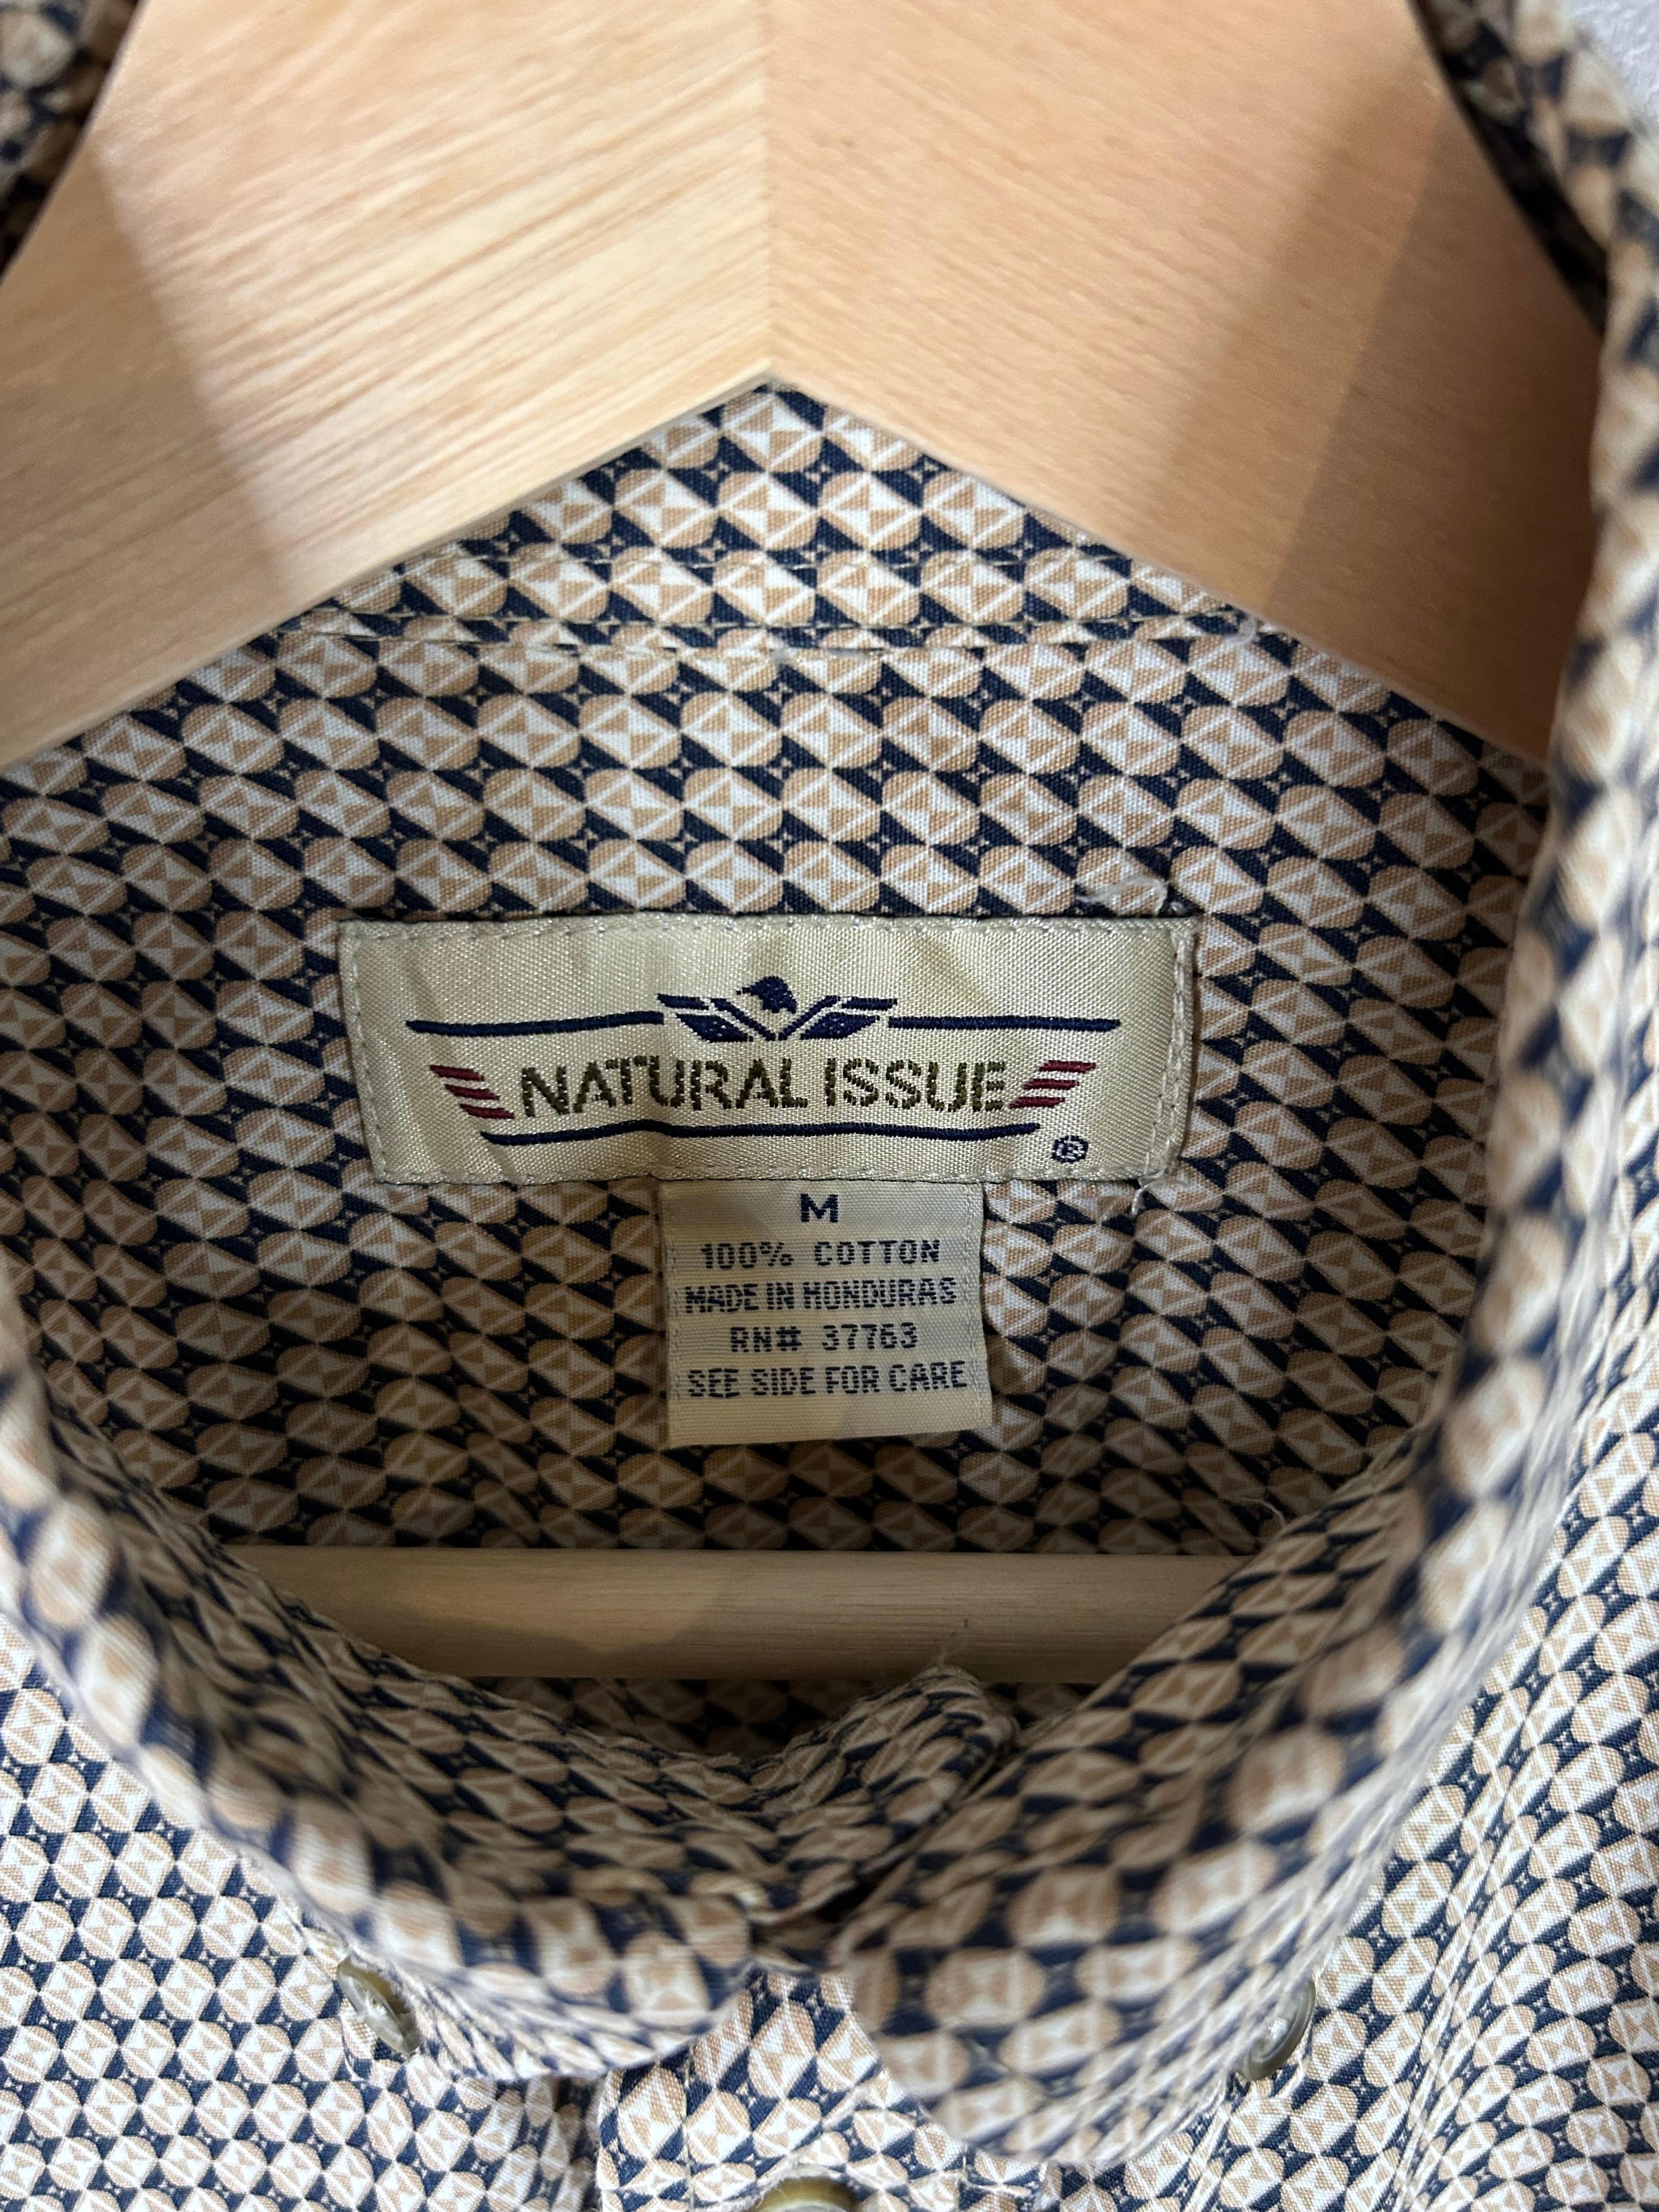 NATURAL ISSUE
®
M
100% COTTON
MADE IN HONDURAS
RN# 37763
SEE SIDE FOR CARE